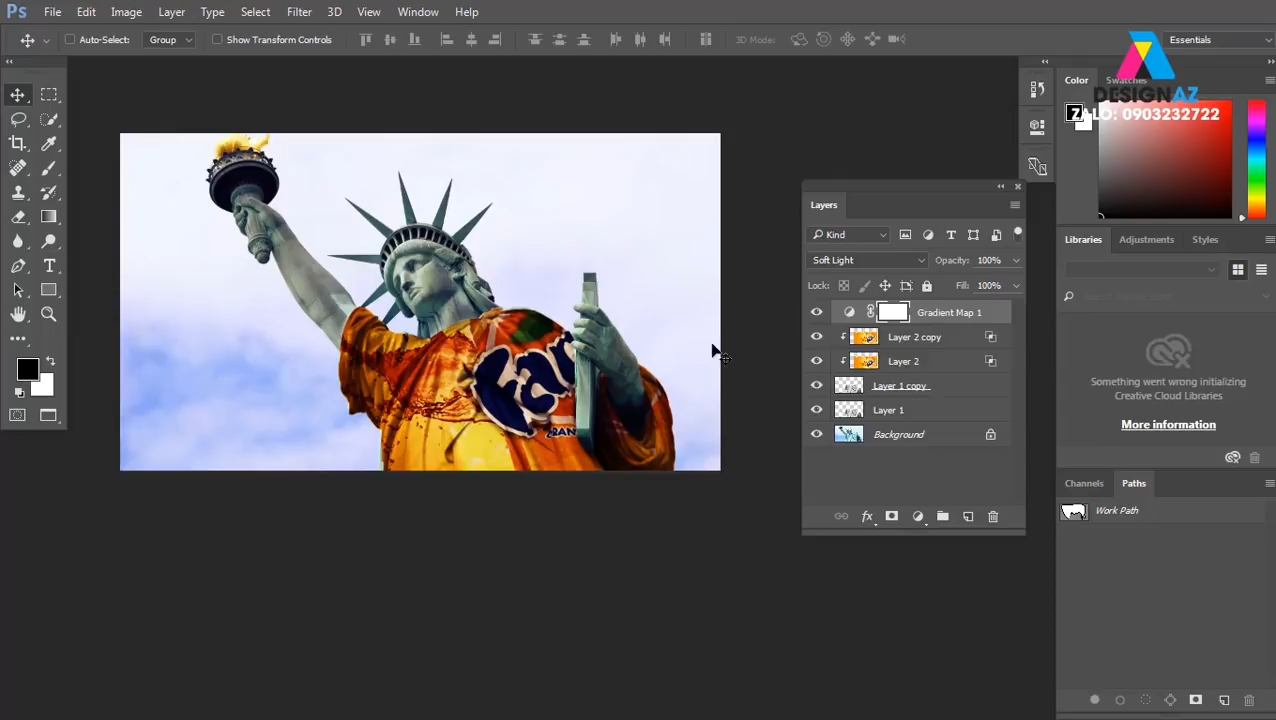 Ps File Edit Image Layer Type Select Filter 3D View Window Help
Auto-Select: Group Show Transform Controls 3D Mode: Essentials
Color Swatches
DESIGNAZ
ZALO: 0903232722
Layers
Kind
Soft Light Opacity: 100%
Lock: Fill: 100%
Gradient Map 1
Layer 2 copy
Layer 2
Layer 1 copy
Layer 1
Background
fx
Libraries Adjustments Styles
Something went wrong initializing
Creative Cloud Libraries
More information
Channels Paths
Work Path